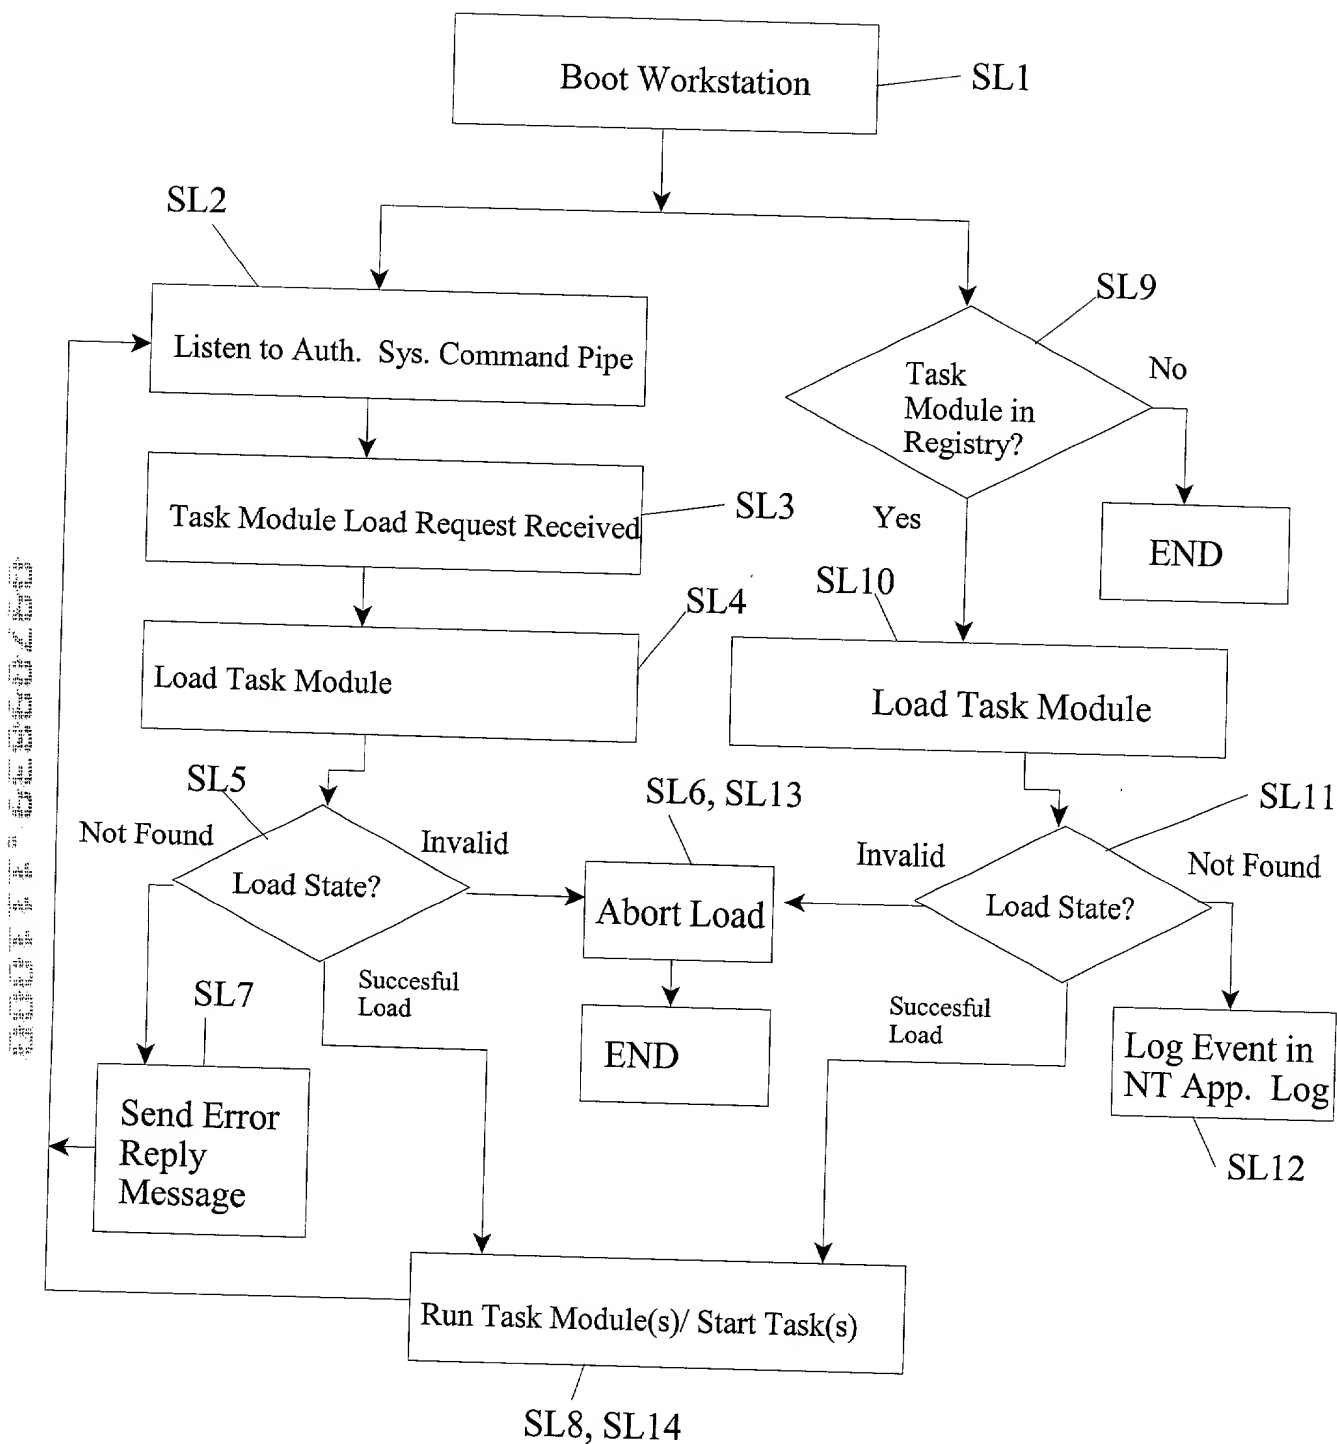 Boot Workstation
SL1
SL2
SL9
Listen to Auth. Sys. Command Pipe
Task
Module in
Registry?
No
Task Module Load Request Received
SL3
Yes
END
SL10
SL4
Load Task Module
Load Task Module
SL5
SL6, SL13
SL11
Not Found
Invalid
Invalid
Not Found
Load State?
Abort Load
Load State?
SL7
Succesful
Load
Succesful
Load
END
Log Event in
NT App. Log
Send Error
Reply
Message
SL12
Run Task Module(s)/ Start Task(s)
SL8, SL14